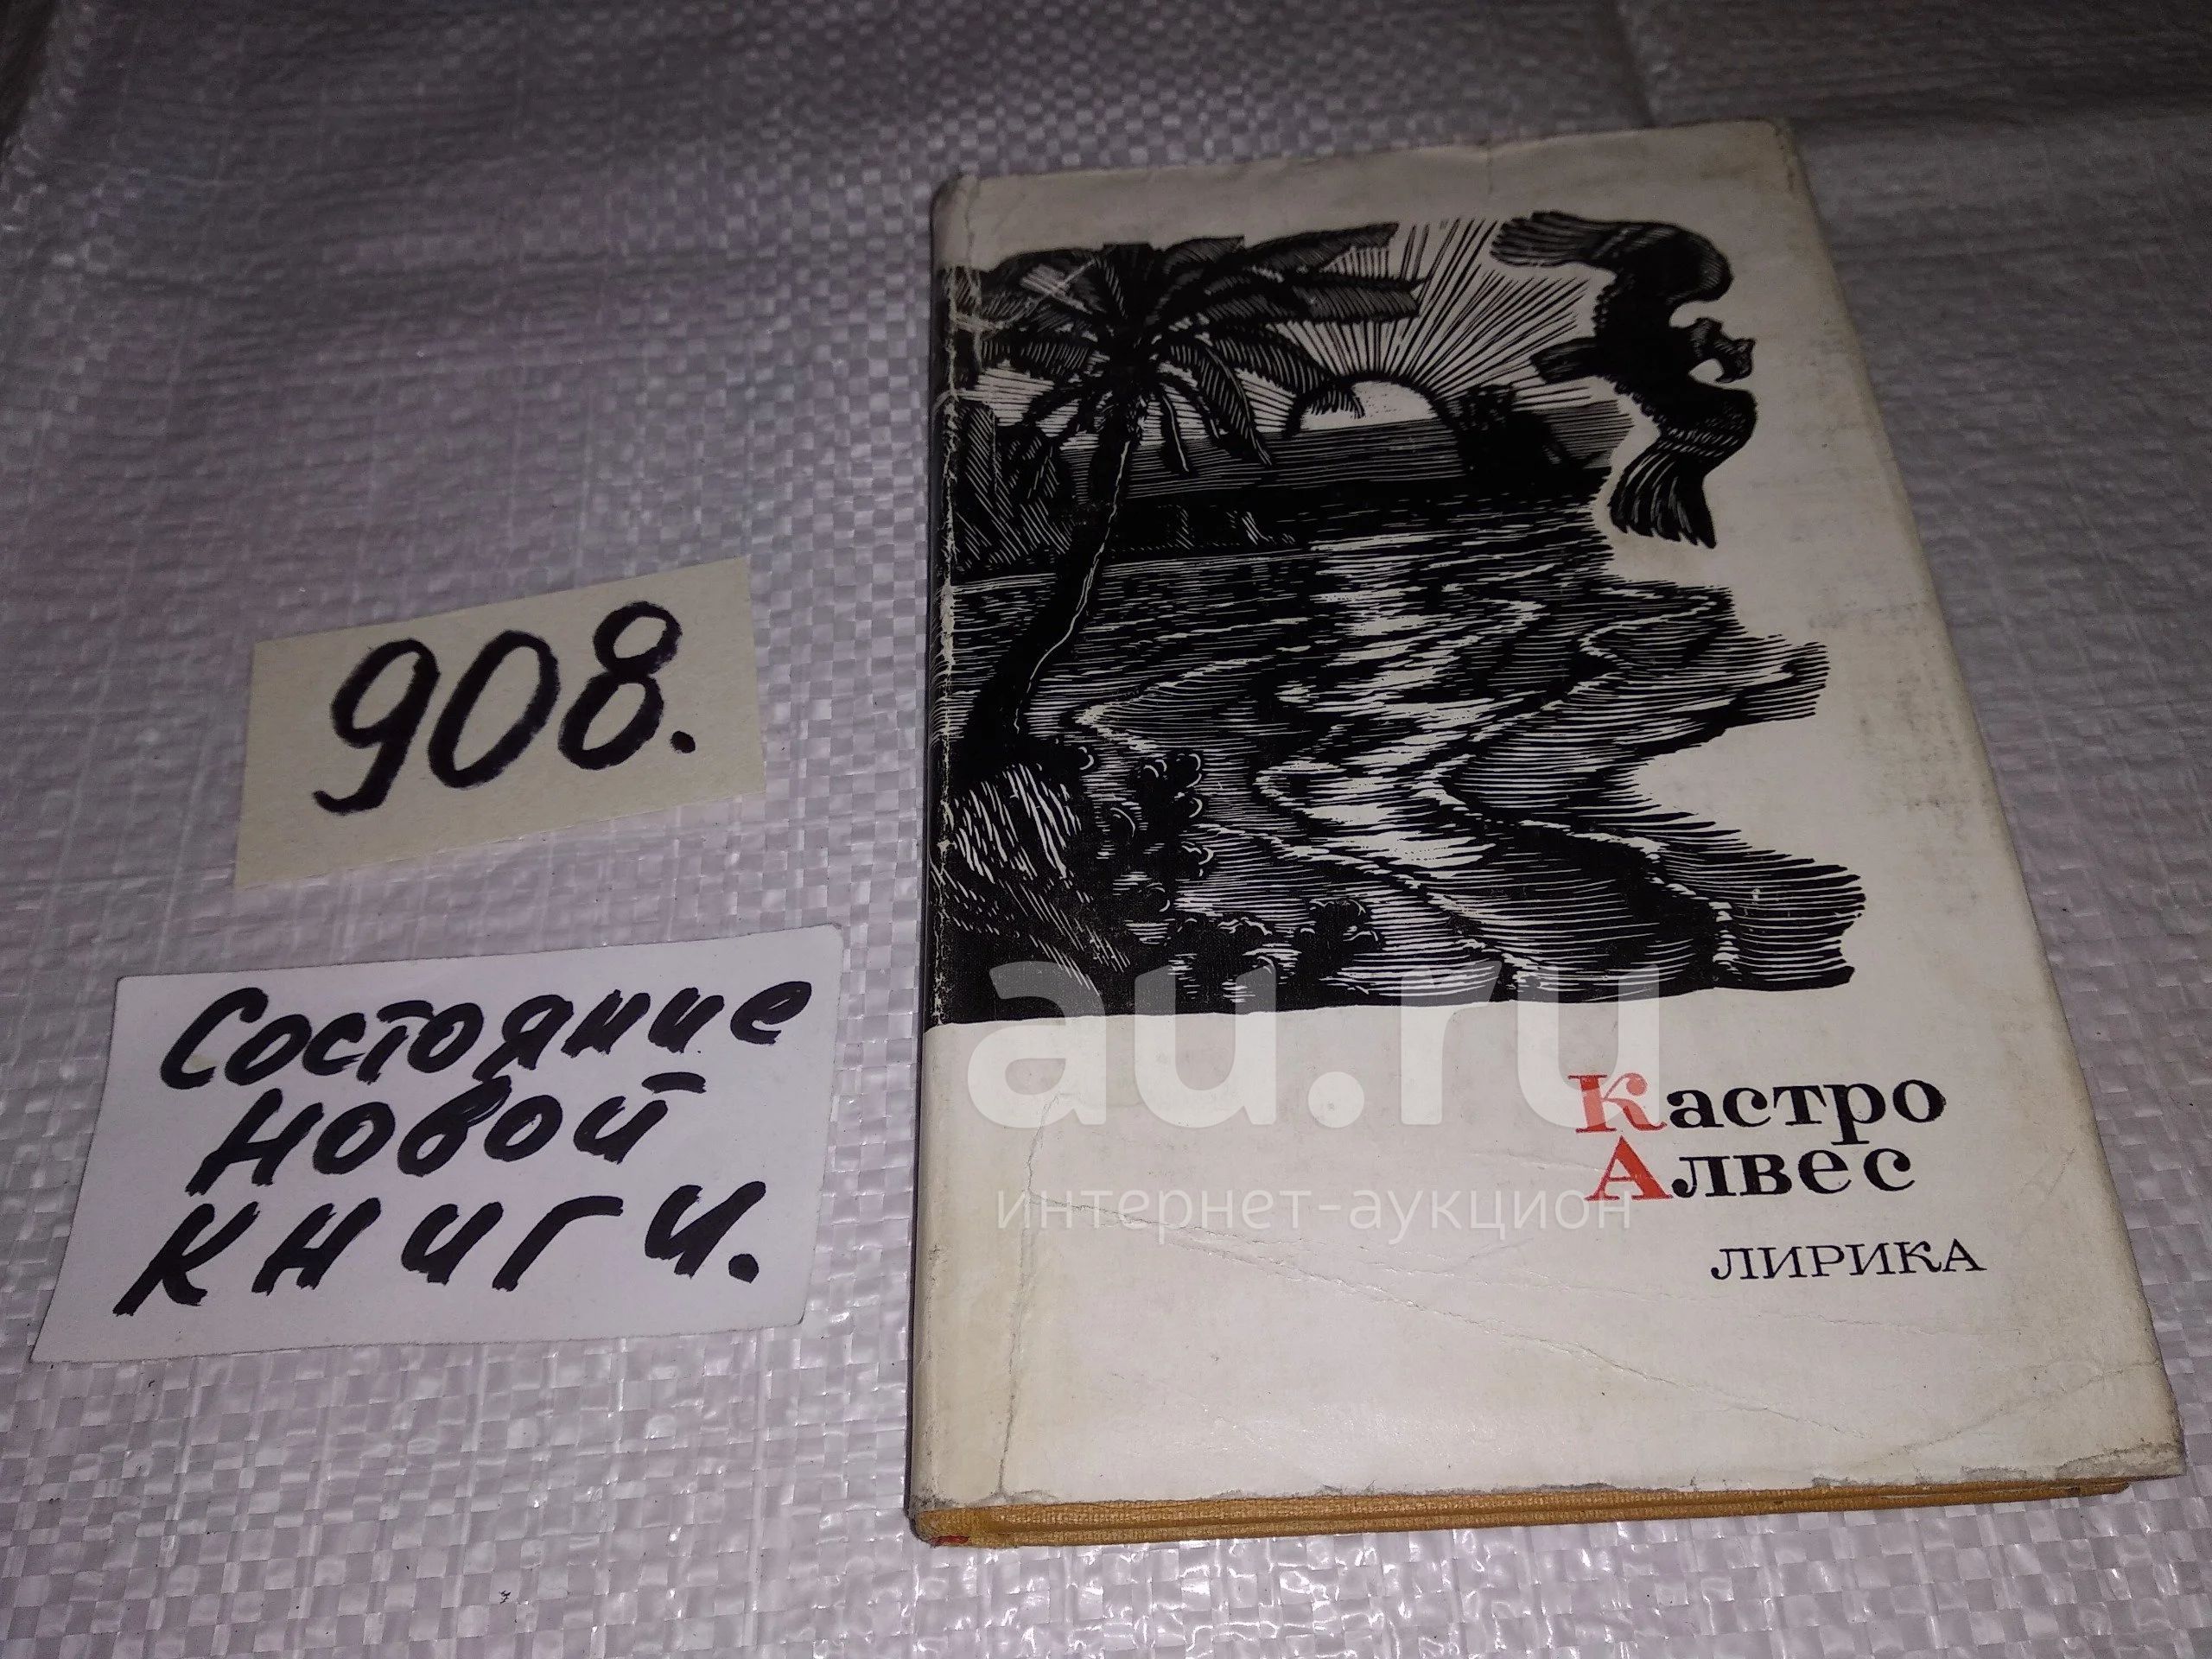 908.
Состояние
новой
книги.
Кастро
Алвес
ЛИРИКА
au.ru
интернет-аукцион